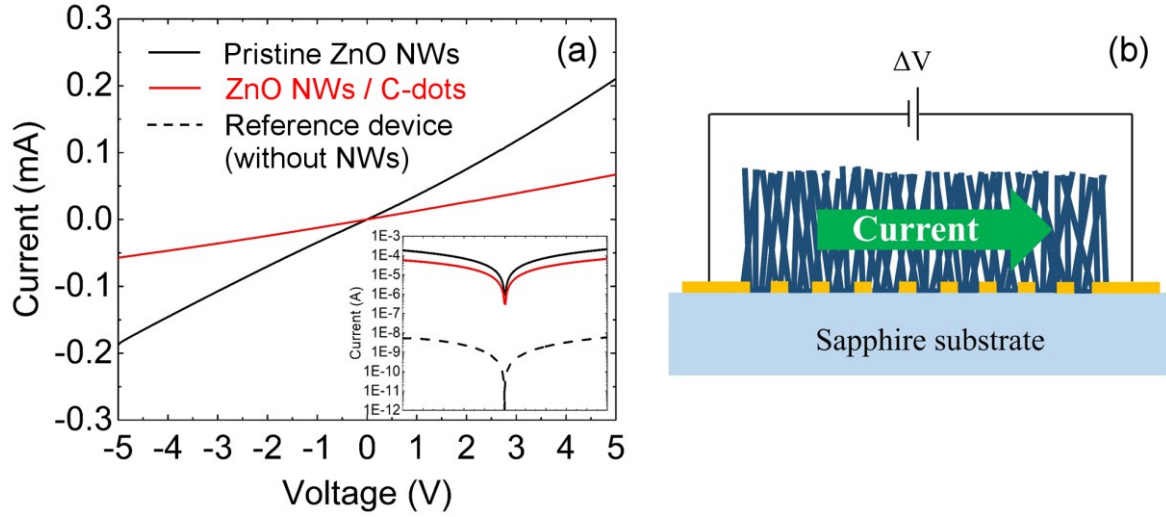 (a)
Pristine ZnO NWs
ZnO NWs / C-dots
Reference device
(without NWs)
Current (mA)
0.3
0.2
0.1
0.0
-0.1
-0.2
-0.3
-5 -4 -3 -2 -1 0 1 2 3 4 5
Voltage (V)
Current (A)
1E-3
1E-4
1E-5
1E-6
1E-7
1E-8
1E-9
1E-10
1E-11
1E-12
(b)
ΔV
Current
Sapphire substrate